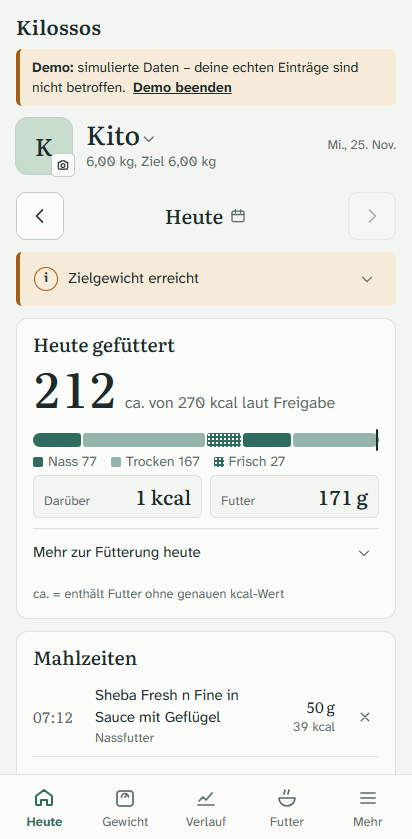 Kilossos
Demo: simulierte Daten – deine echten Einträge sind
nicht betroffen. Demo beenden
K
Kito
6,00 kg, Ziel 6,00 kg
Mi., 25. Nov.
Heute
Zielgewicht erreicht
Heute gefüttert
212 ca. von 270 kcal laut Freigabe
Nass 77 Trocken 167 Frisch 27
Darüber 1 kcal
Futter 171 g
Mehr zur Fütterung heute
ca. = enthält Futter ohne genauen kcal-Wert
Mahlzeiten
07:12
Sheba Fresh n Fine in
Sauce mit Geflügel
Nassfutter
50 g
39 kcal
Heute Gewicht Verlauf Futter Mehr